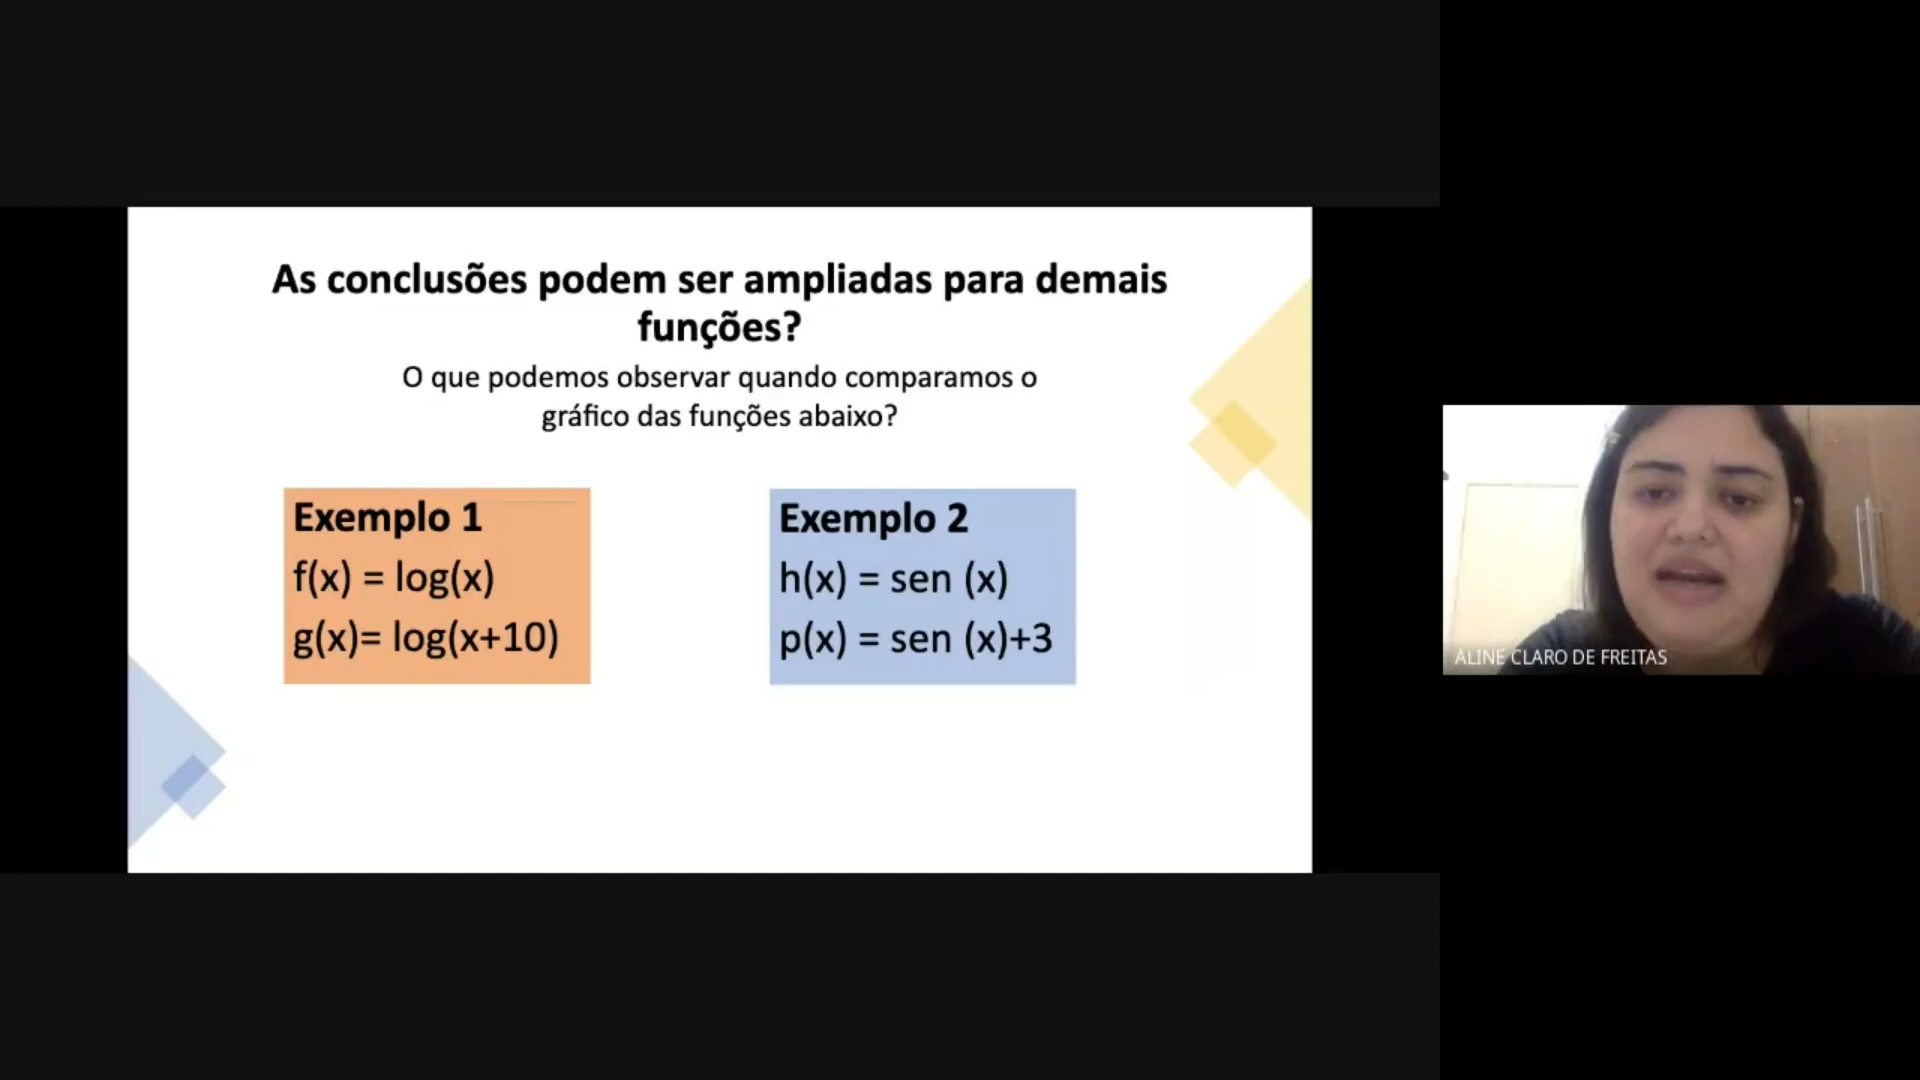 As conclusões podem ser ampliadas para demais
funções?
O que podemos observar quando comparamos o
gráfico das funções abaixo?
Exemplo 1
f(x) = log(x)
g(x)= log(x+10)
Exemplo 2
h(x) = sen (x)
p(x) = sen (x)+3
ALINE CLARO DE FREITAS